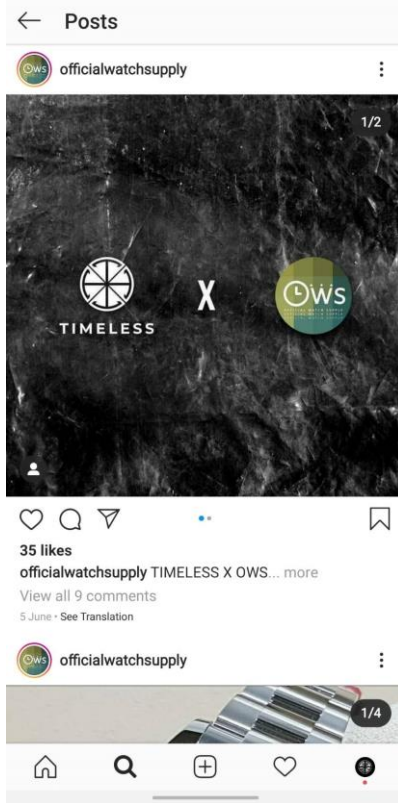 Posts
officialwatchsupply
1/2
TIMELESS
X
OWS
35 likes
officialwatchsupply TIMELESS X OWS... more
View all 9 comments
5 June • See Translation
OWS
officialwatchsupply
1/4